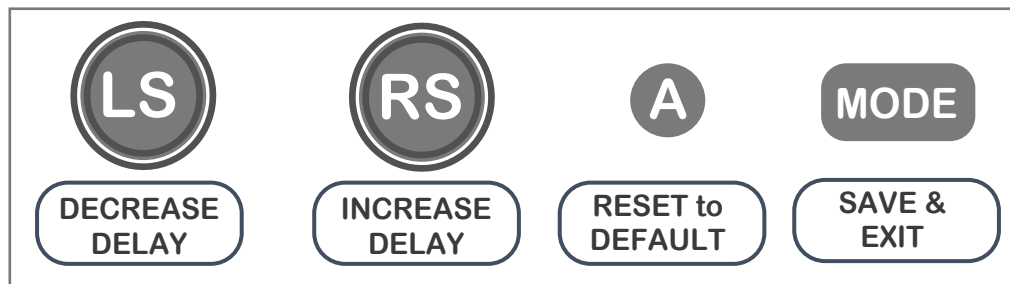 LS
RS
A
MODE
DECREASE
DELAY
INCREASE
DELAY
RESET to
DEFAULT
SAVE &
EXIT